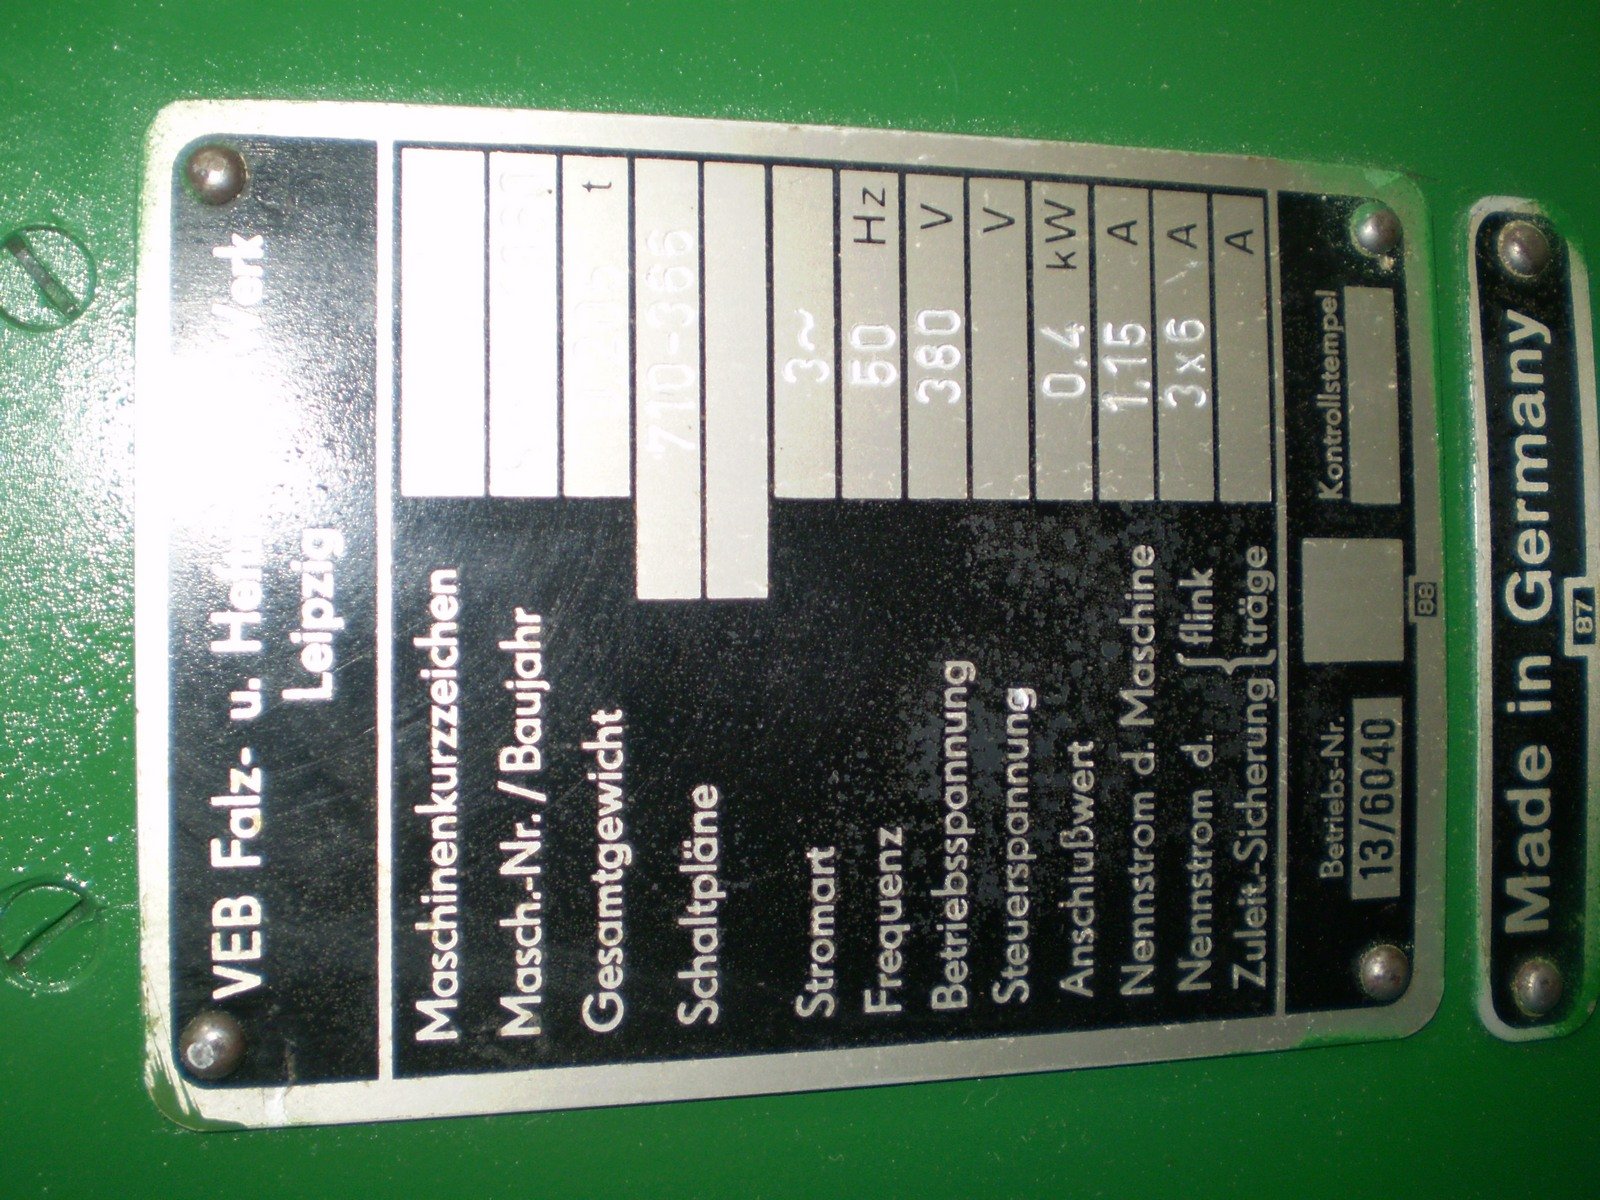 VEB Falz- u. Werk
Leipzig
Maschinenkurzzeichen
Masch.-Nr./Baujahr
Gesamtgewicht t
Schaltpläne 710-366
Stromart 3~
Frequenz 50 Hz
Betriebsspannung 380 V
Steuerspannung V
Anschlußwert 0,4 kW
Nennstrom d. Maschine 1,15 A
Nennstrom d. { flink 3x6 A
Zuleit.-Sicherung { träge A
Betriebs-Nr. Kontrollstempel
13/6040
88
Made in Germany
87